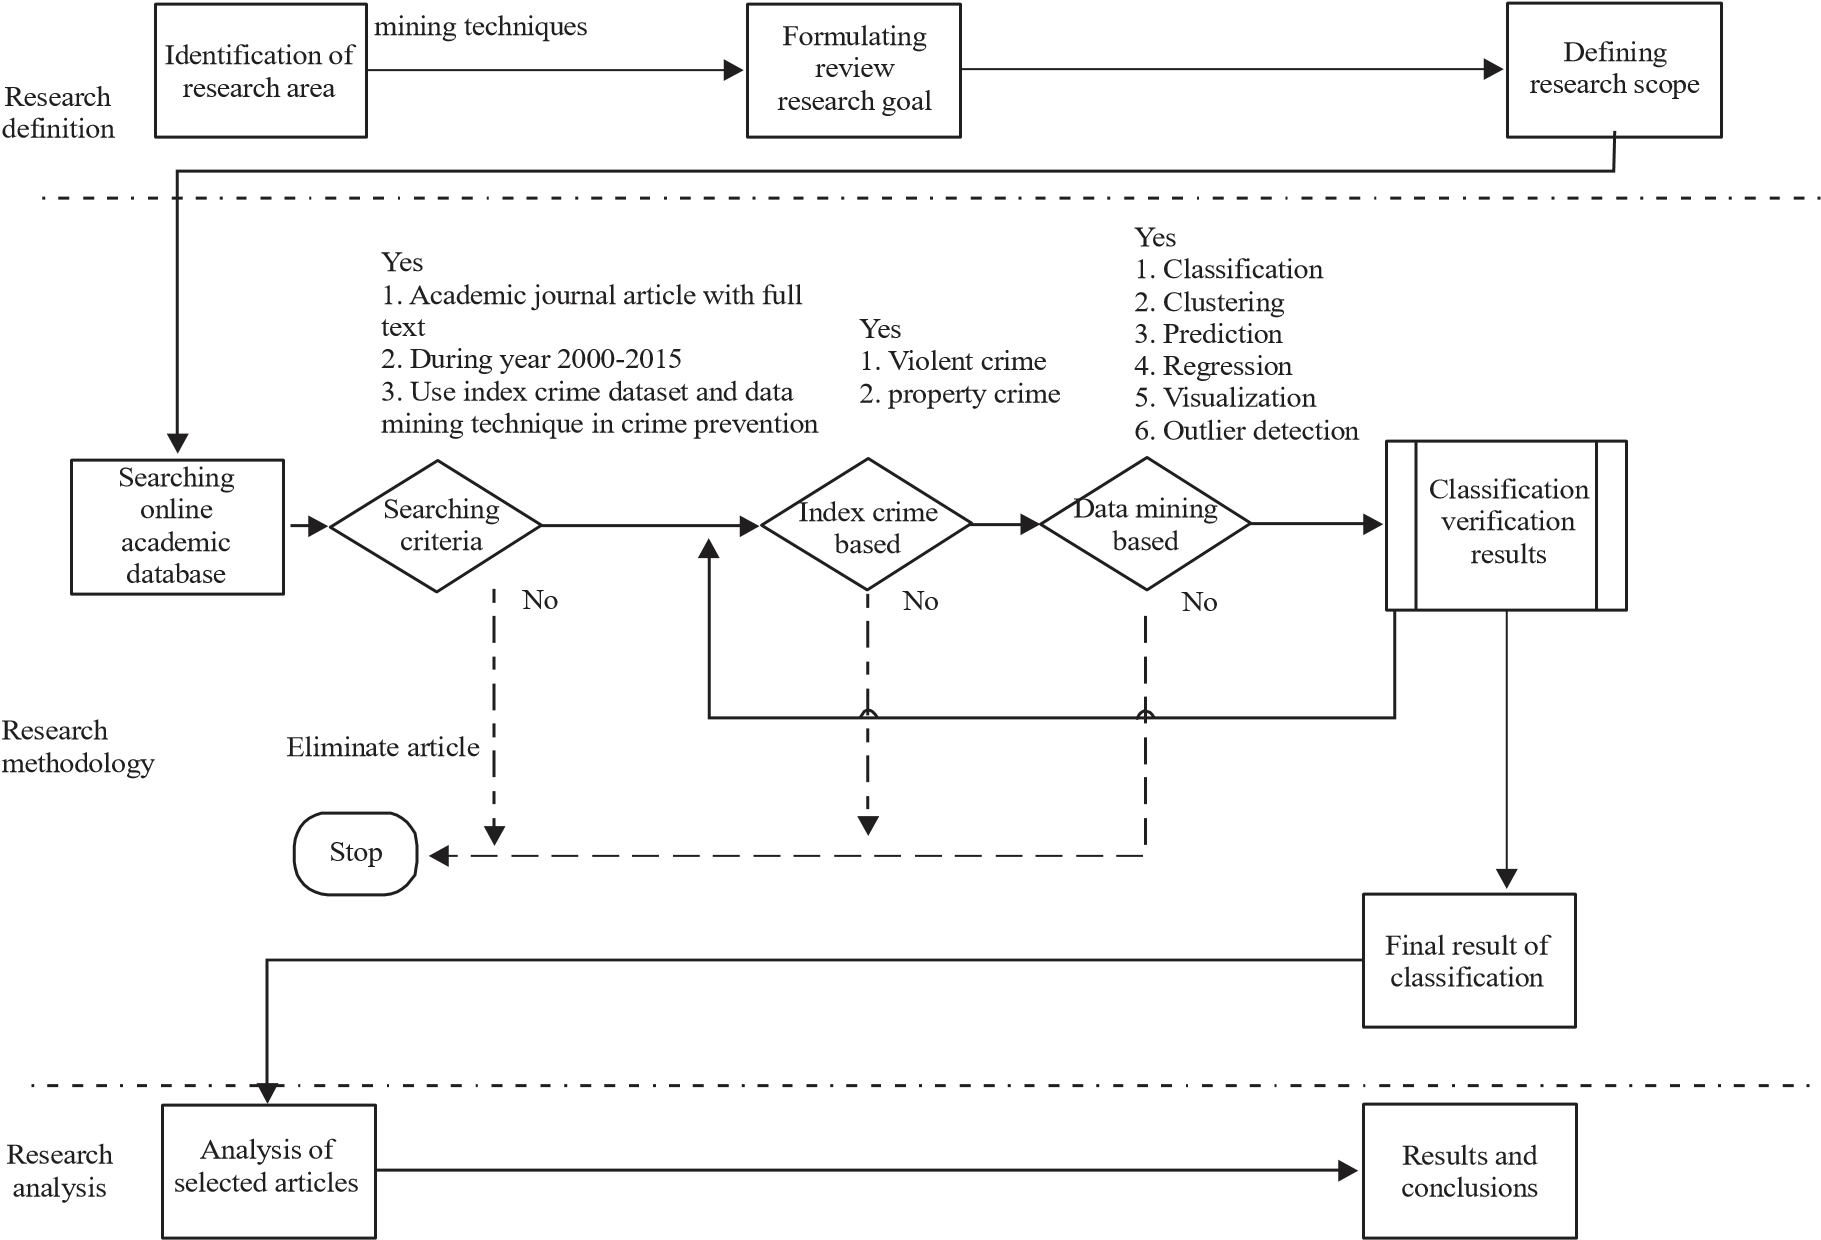 mining techniques
Identification of
research area
Formulating
review
research goal
Defining
research scope
Research
definition
Yes
1. Academic journal article with full
text
2. During year 2000-2015
3. Use index crime dataset and data
mining technique in crime prevention
Yes
1. Violent crime
2. property crime
Yes
1. Classification
2. Clustering
3. Prediction
4. Regression
5. Visualization
6. Outlier detection
Searching
online
academic
database
Searching
criteria
Index crime
based
Data mining
based
Classification
verification
results
No
No
No
Research
methodology
Eliminate article
Stop
Final result of
classification
Research
analysis
Analysis of
selected articles
Results and
conclusions